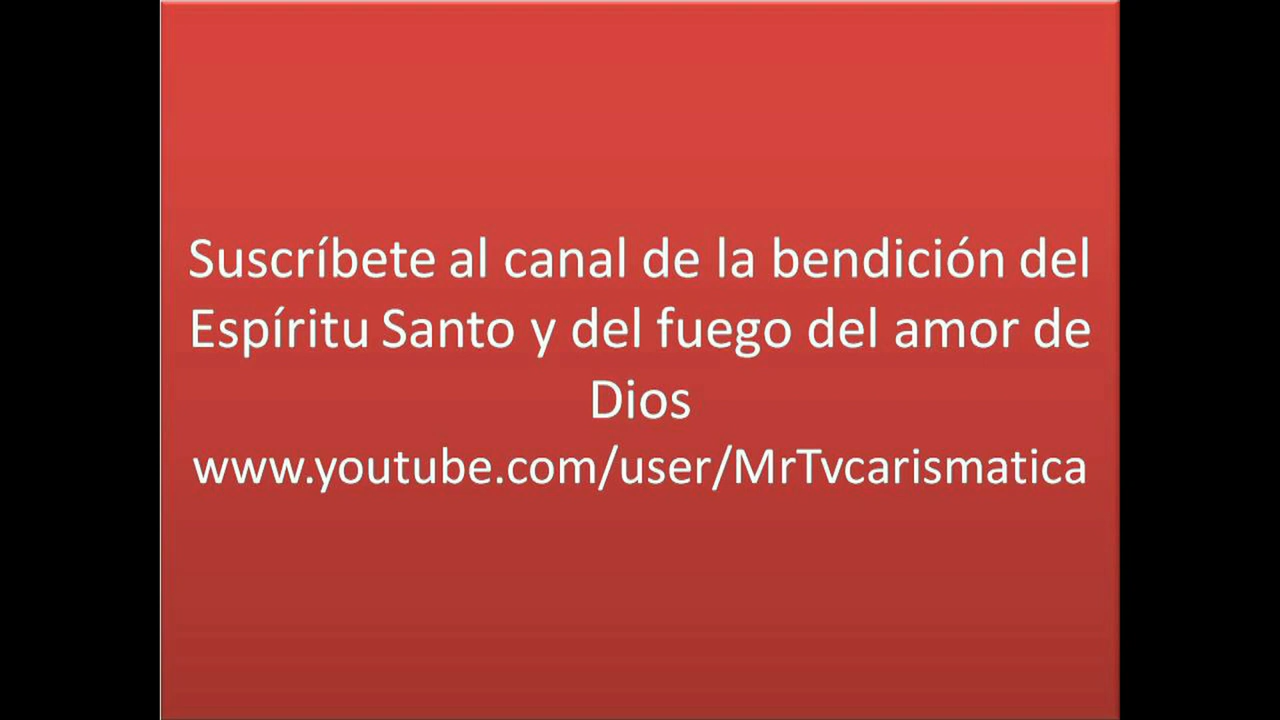 Suscríbete al canal de la bendición del
Espíritu Santo y del fuego del amor de
Dios
www.youtube.com/user/MrTvcarismatica